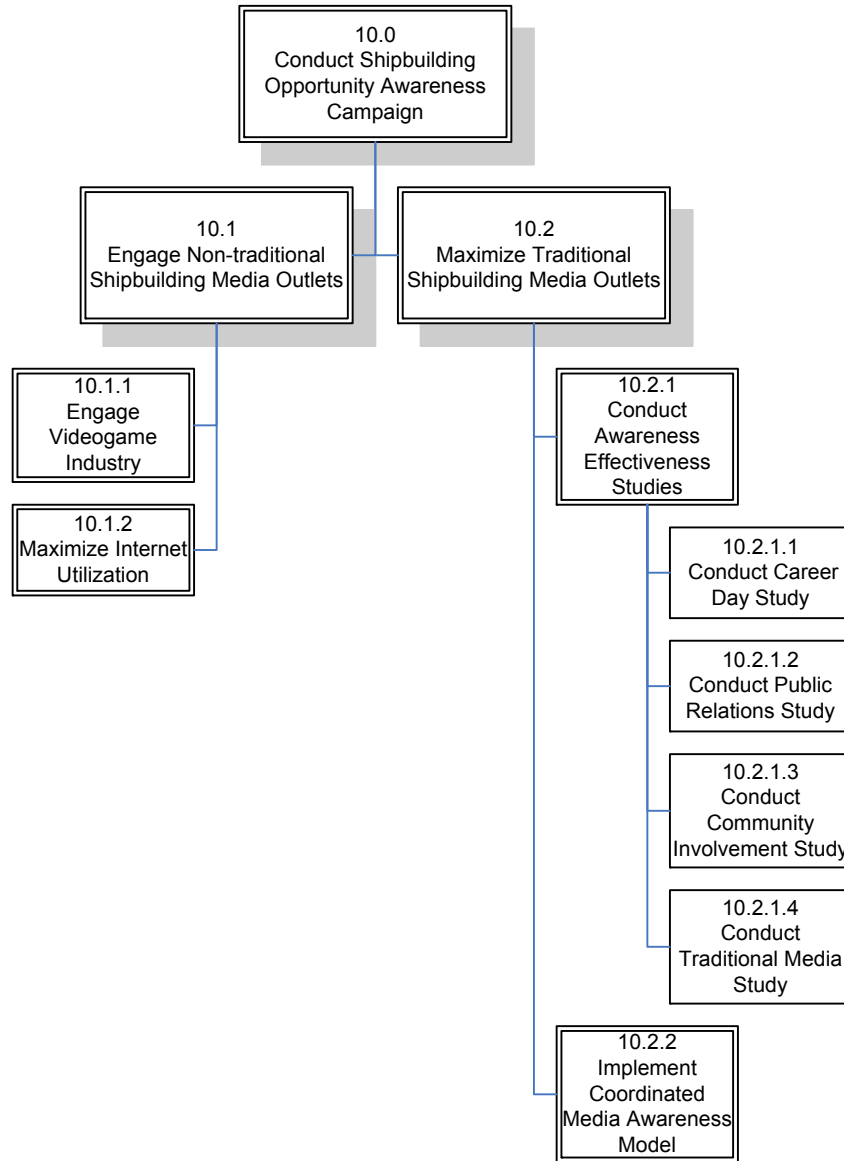 10.0
Conduct Shipbuilding
Opportunity Awareness
Campaign
10.1
Engage Non-traditional
Shipbuilding Media Outlets
10.2
Maximize Traditional
Shipbuilding Media Outlets
10.1.1
Engage
Videogame
Industry
10.1.2
Maximize Internet
Utilization
10.2.1
Conduct
Awareness
Effectiveness
Studies
10.2.1.1
Conduct Career
Day Study
10.2.1.2
Conduct Public
Relations Study
10.2.1.3
Conduct
Community
Involvement Study
10.2.1.4
Conduct
Traditional Media
Study
10.2.2
Implement
Coordinated
Media Awareness
Model